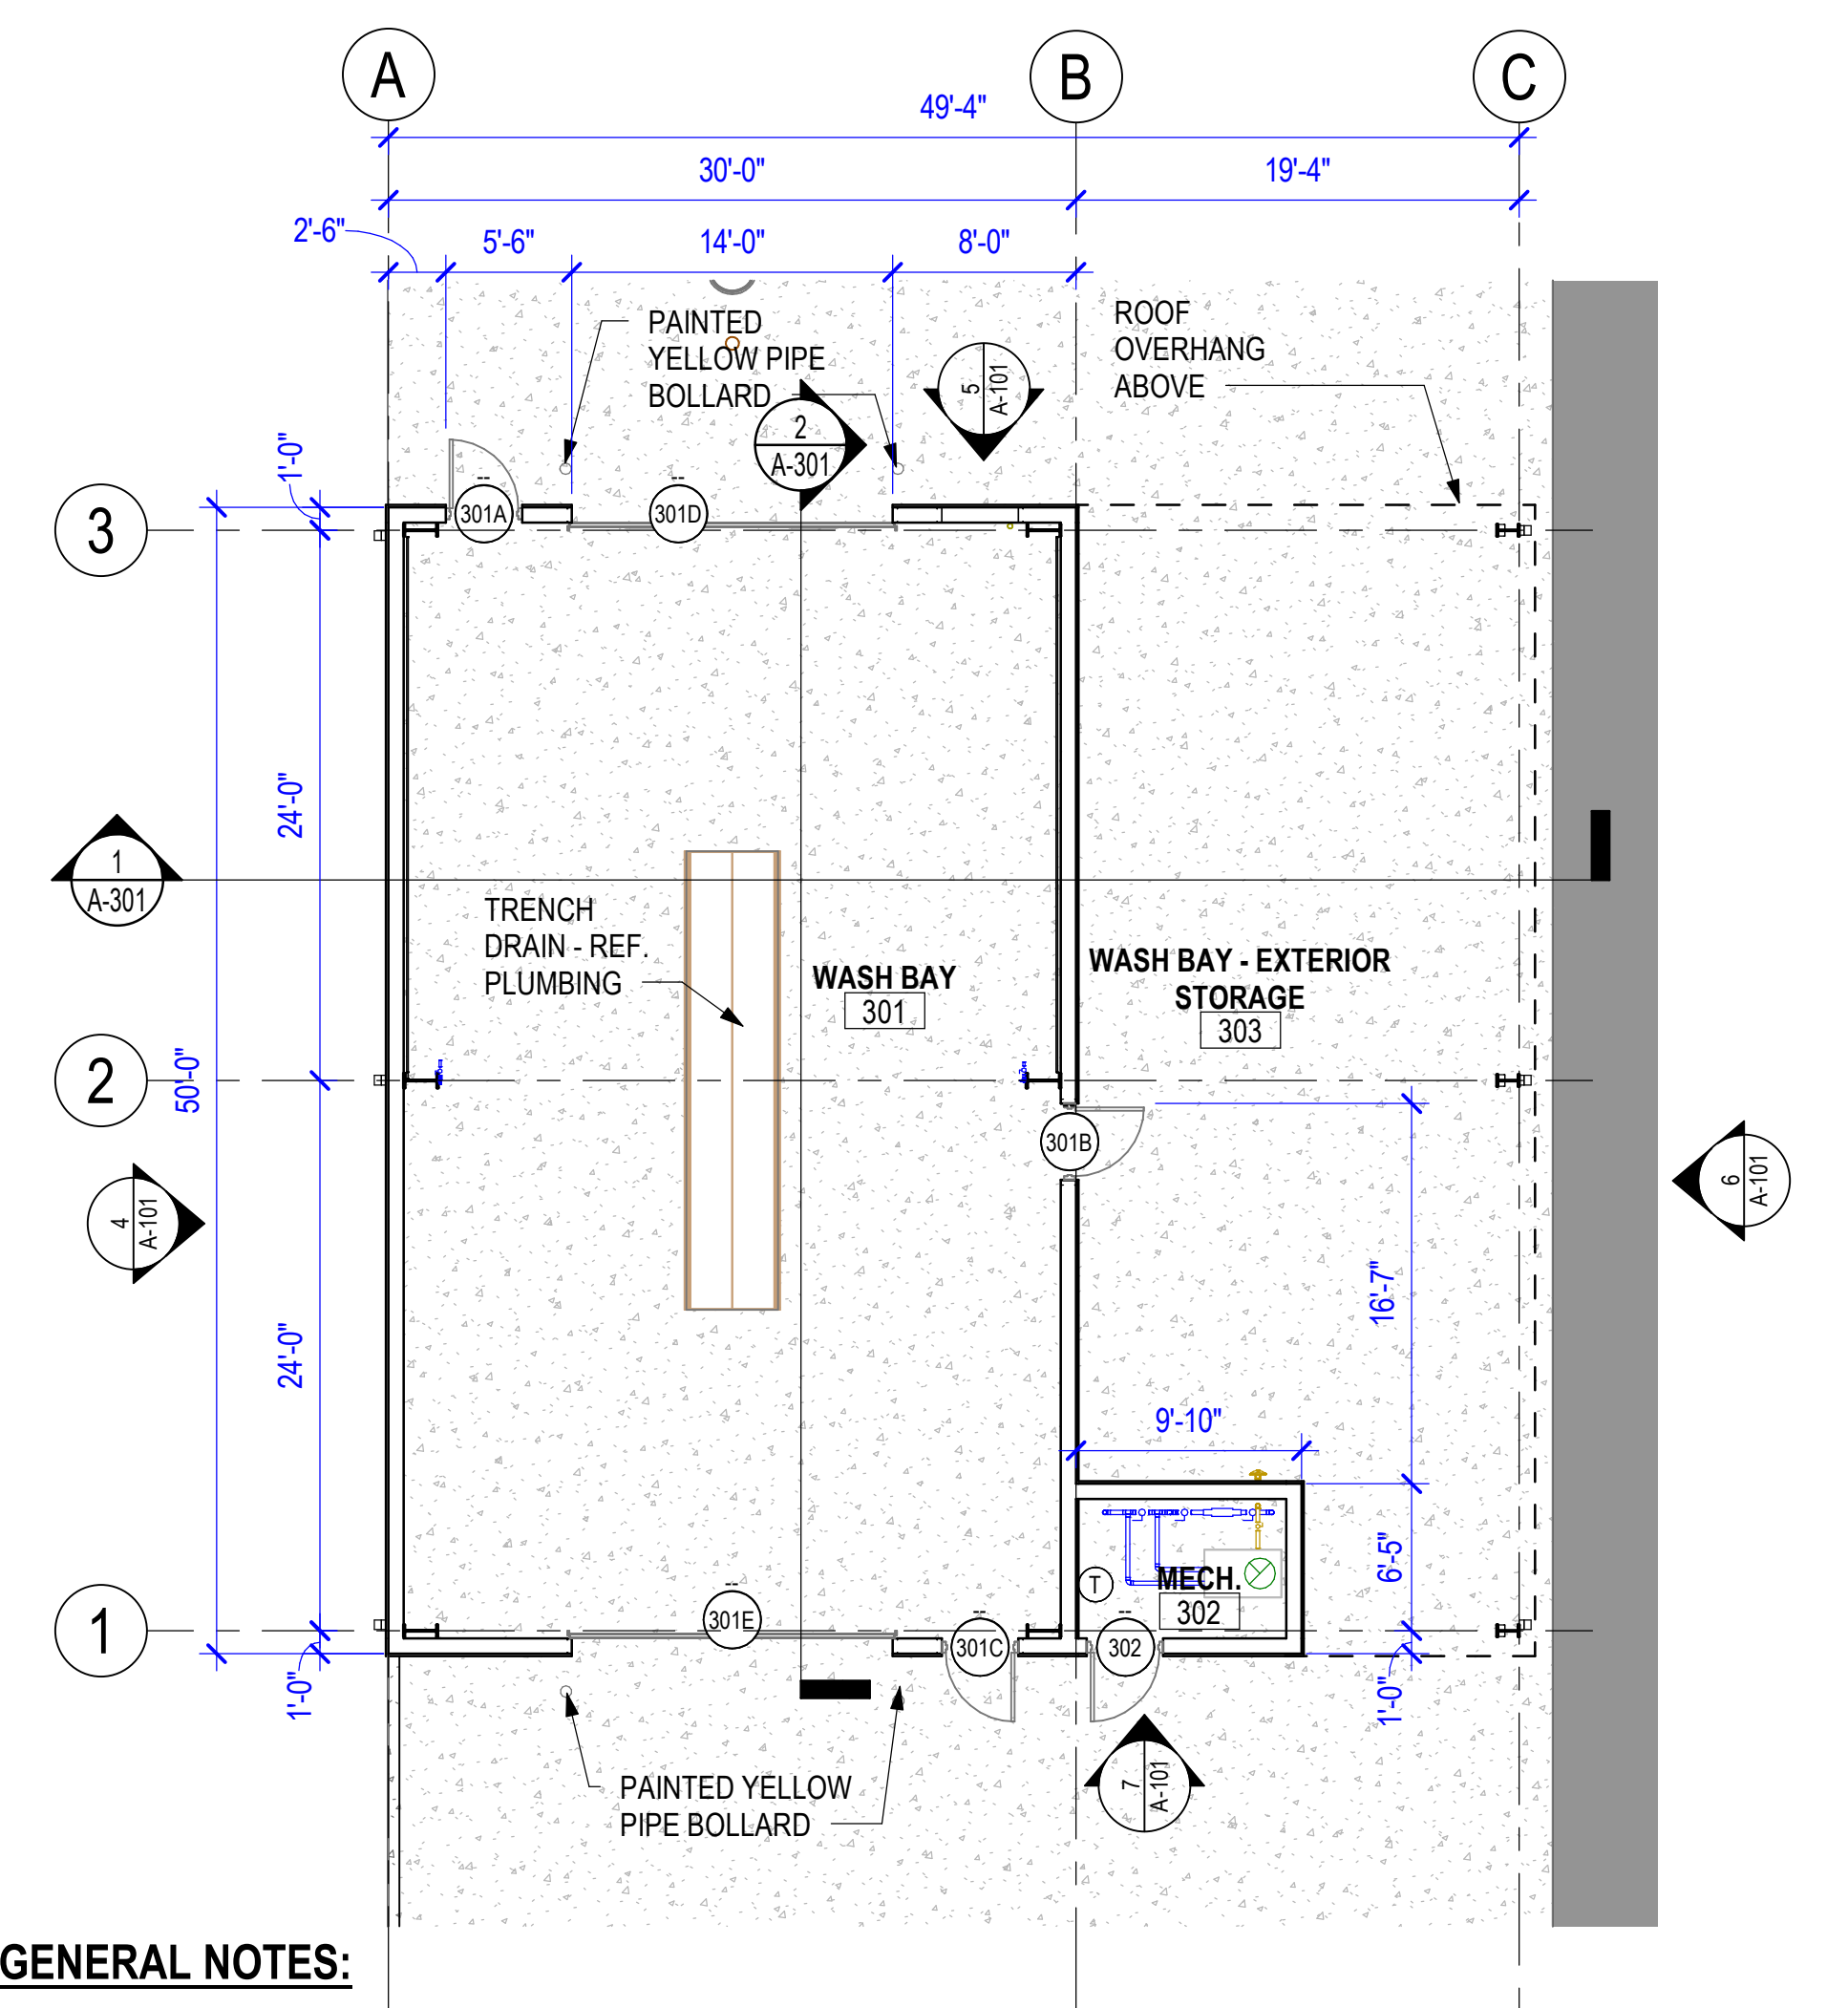 A
B
C
49'-4"
30'-0"
19'-4"
2'-6"
5'-6"
14'-0"
8'-0"
PAINTED
YELLOW PIPE
BOLLARD
ROOF
OVERHANG
ABOVE
5
A-101
2
A-301
1'-0"
3
301A
--
301D
--
24'-0"
1
A-301
TRENCH
DRAIN - REF.
PLUMBING
WASH BAY
301
WASH BAY - EXTERIOR
STORAGE
303
50'-0"
2
301B
4
A-101
6
A-101
16'-7"
24'-0"
9'-10"
6'-5"
T
MECH.
302
1
--
301E
--
301C
--
302
1'-0"
1'-0"
PAINTED YELLOW
PIPE BOLLARD
7
A-101
GENERAL NOTES: